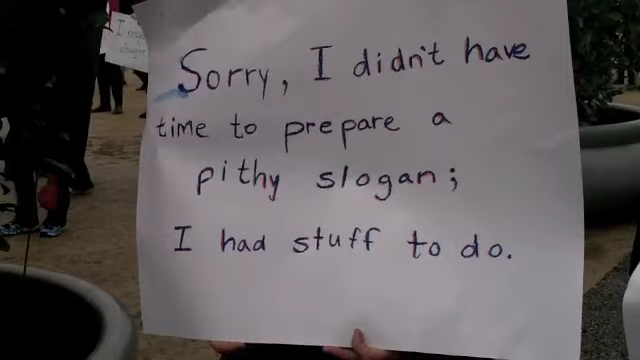 Sorry, I didn't have
time to prepare a
pithy slogan;
I had stuff to do.